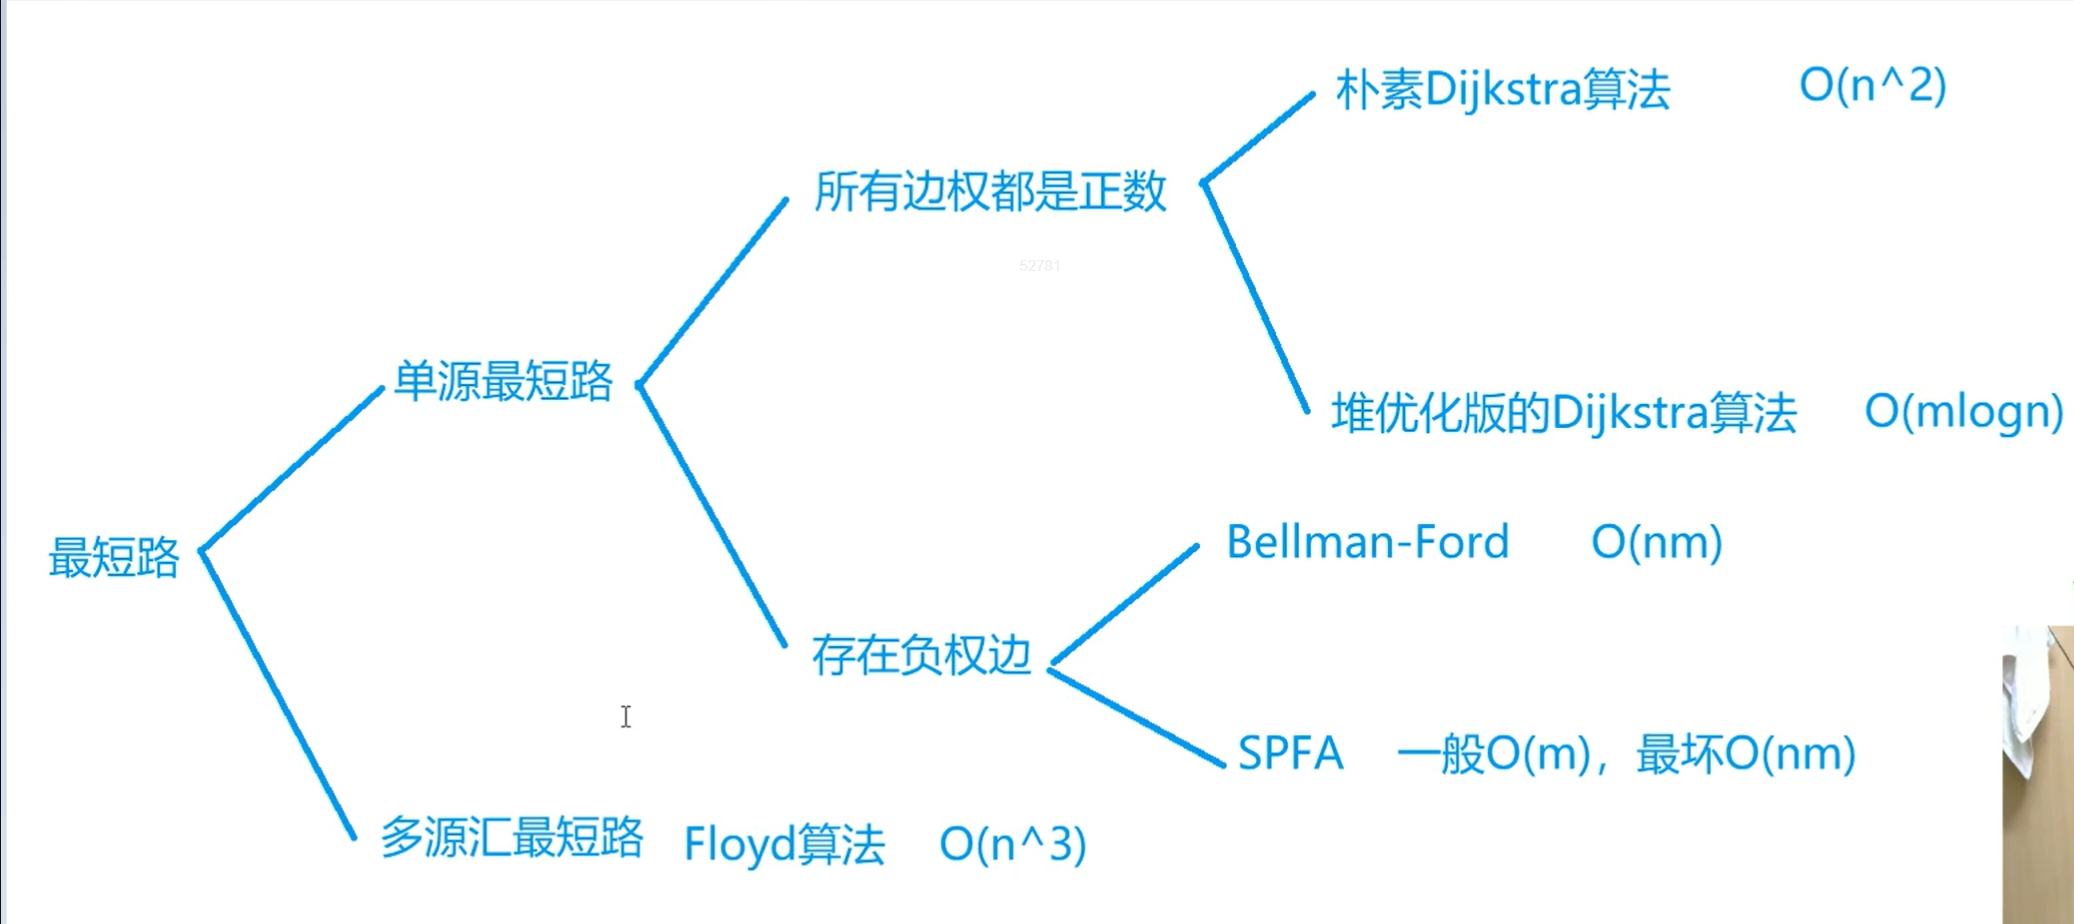 朴素Dijkstra算法 O(n^2)
所有边权都是正数
52781
单源最短路
堆优化版的Dijkstra算法 O(mlogn)
最短路
Bellman-Ford O(nm)
存在负权边
SPFA 一般O(m)，最坏O(nm)
多源汇最短路 Floyd算法 O(n^3)